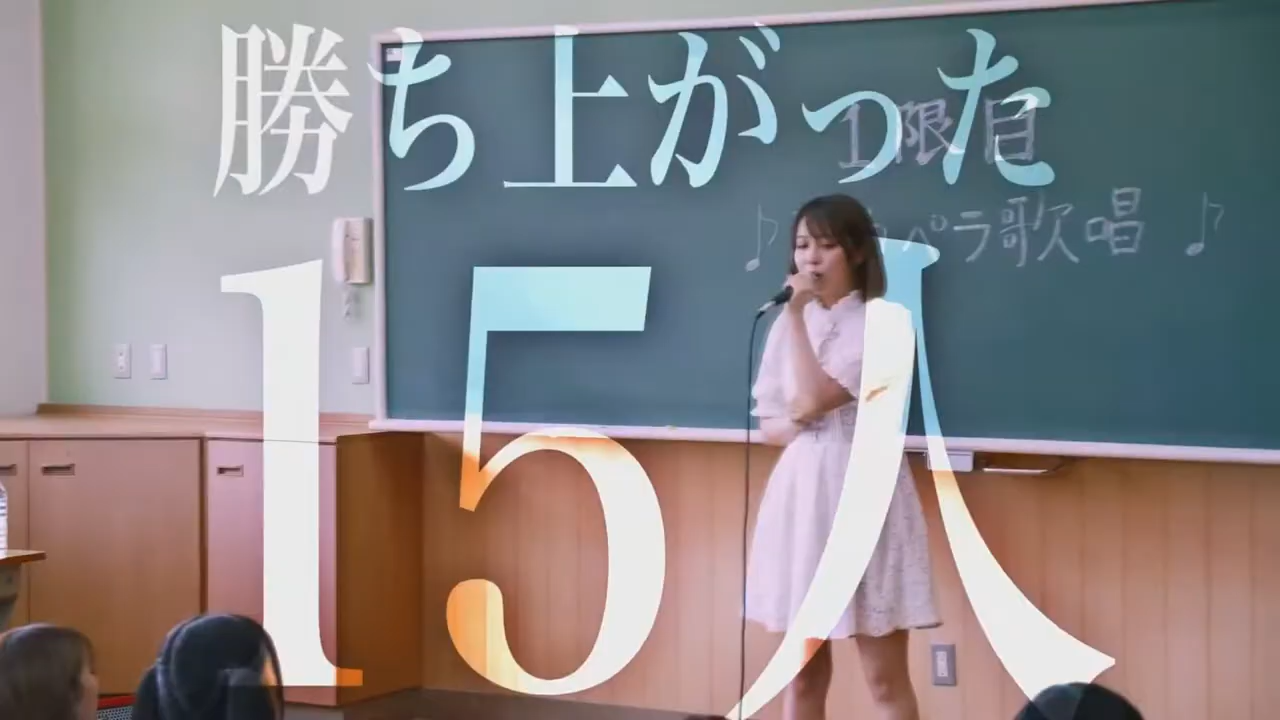 勝ち上がった
15人
1限目
♪ ペラ歌唱 ♪